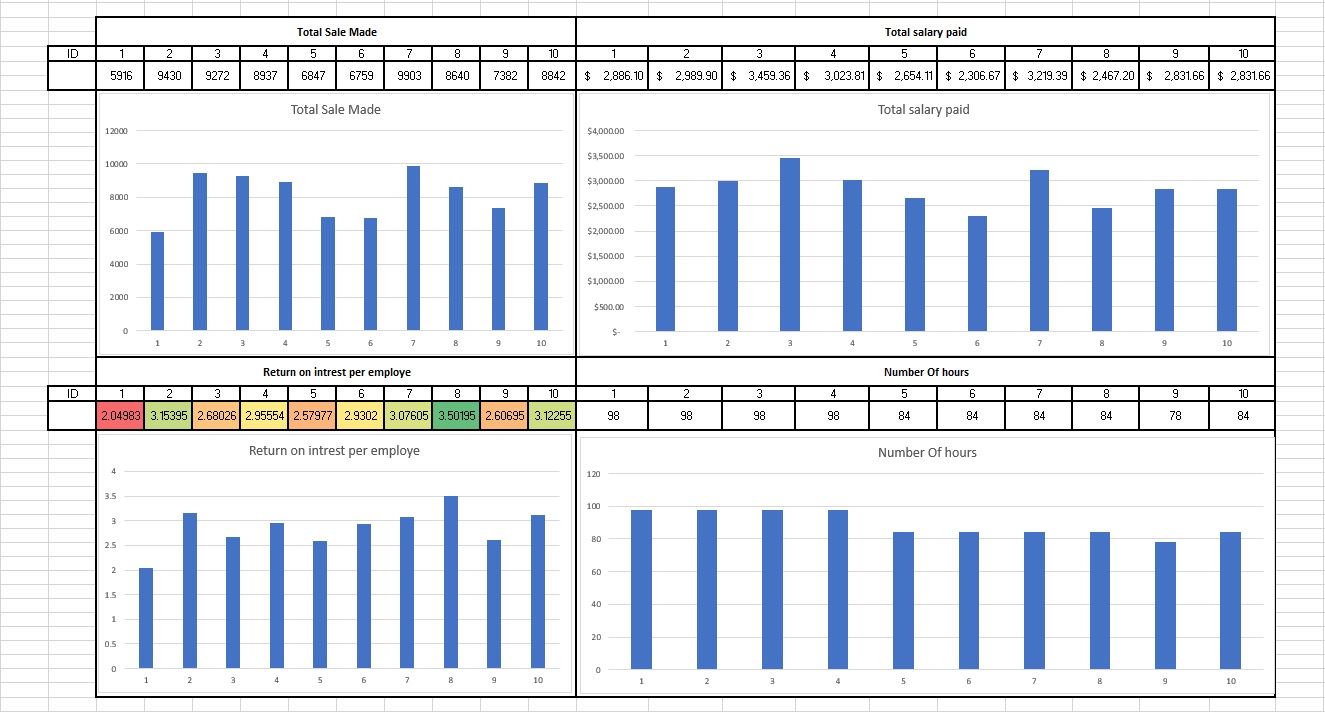 Total Sale Made Total salary paid
ID 1 2 3 4 5 6 7 8 9 10 1 2 3 4 5 6 7 8 9 10
5916 9430 9272 8937 6847 6759 9903 8640 7382 8842 $ 2,886.10 $ 2,989.90 $ 3,459.36 $ 3,023.81 $ 2,654.11 $ 2,306.67 $ 3,219.39 $ 2,467.20 $ 2,831.66 $ 2,831.66
Total Sale Made
12000
10000
8000
6000
4000
2000
0
1 2 3 4 5 6 7 8 9 10
Total salary paid
$4,000.00
$3,500.00
$3,000.00
$2,500.00
$2,000.00
$1,500.00
$1,000.00
$500.00
$-
1 2 3 4 5 6 7 8 9 10
Return on intrest per employe Number Of hours
ID 1 2 3 4 5 6 7 8 9 10 1 2 3 4 5 6 7 8 9 10
2.04983 3.15395 2.68026 2.95554 2.57977 2.9302 3.07605 3.50195 2.60695 3.12255 98 98 98 98 84 84 84 84 78 84
Return on intrest per employe
4
3.5
3
2.5
2
1.5
1
0.5
0
1 2 3 4 5 6 7 8 9 10
Number Of hours
120
100
80
60
40
20
0
1 2 3 4 5 6 7 8 9 10